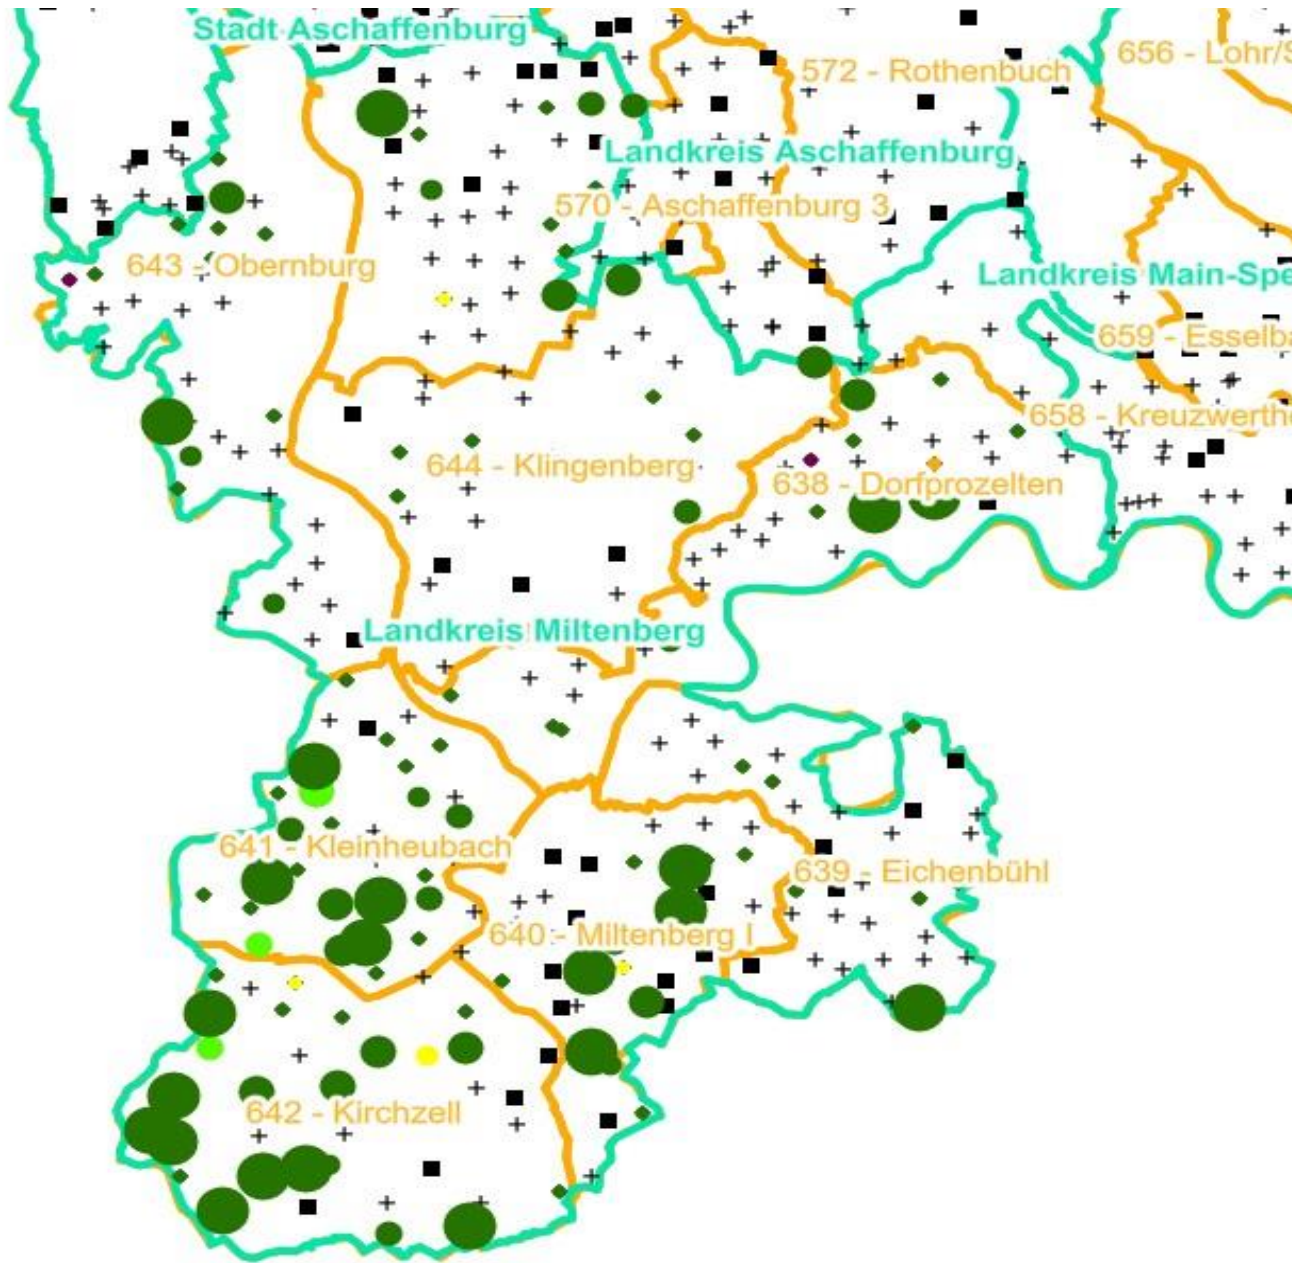 Stadt Aschaffenburg
656 - Lohr/S
572 - Rothenbuch
Landkreis Aschaffenburg
570 - Aschaffenburg 3
643 - Obernburg
Landkreis Main-Spe
659 - Esselba
658 - Kreuzwerthe
644 - Klingenberg
638 - Dorfprozelten
Landkreis Miltenberg
641 - Kleinheubach
639 - Eichenbühl
640 - Miltenberg I
642 - Kirchzell